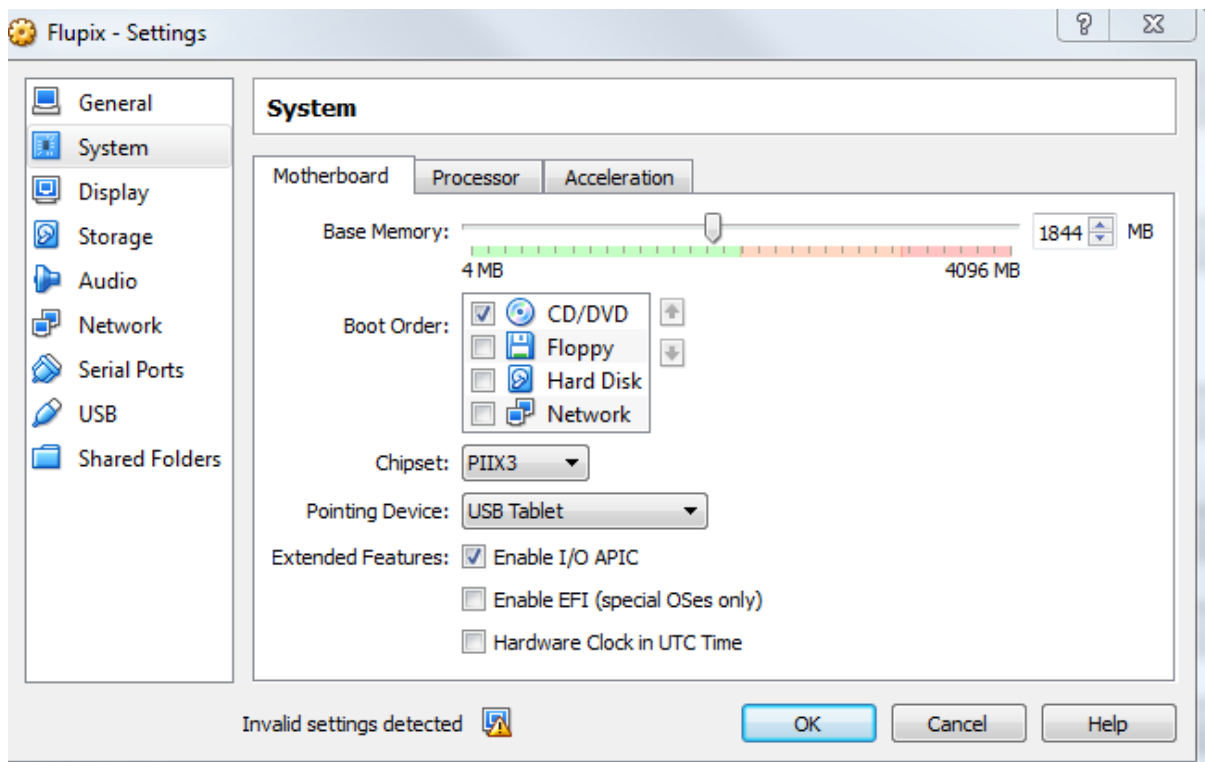 Flupix - Settings
General
System
Display
Storage
Audio
Network
Serial Ports
USB
Shared Folders
System
Motherboard Processor Acceleration
Base Memory: 1844 MB
4 MB 4096 MB
Boot Order: CD/DVD
Floppy
Hard Disk
Network
Chipset: PIIX3
Pointing Device: USB Tablet
Extended Features: Enable I/O APIC
Enable EFI (special OSes only)
Hardware Clock in UTC Time
Invalid settings detected OK Cancel Help